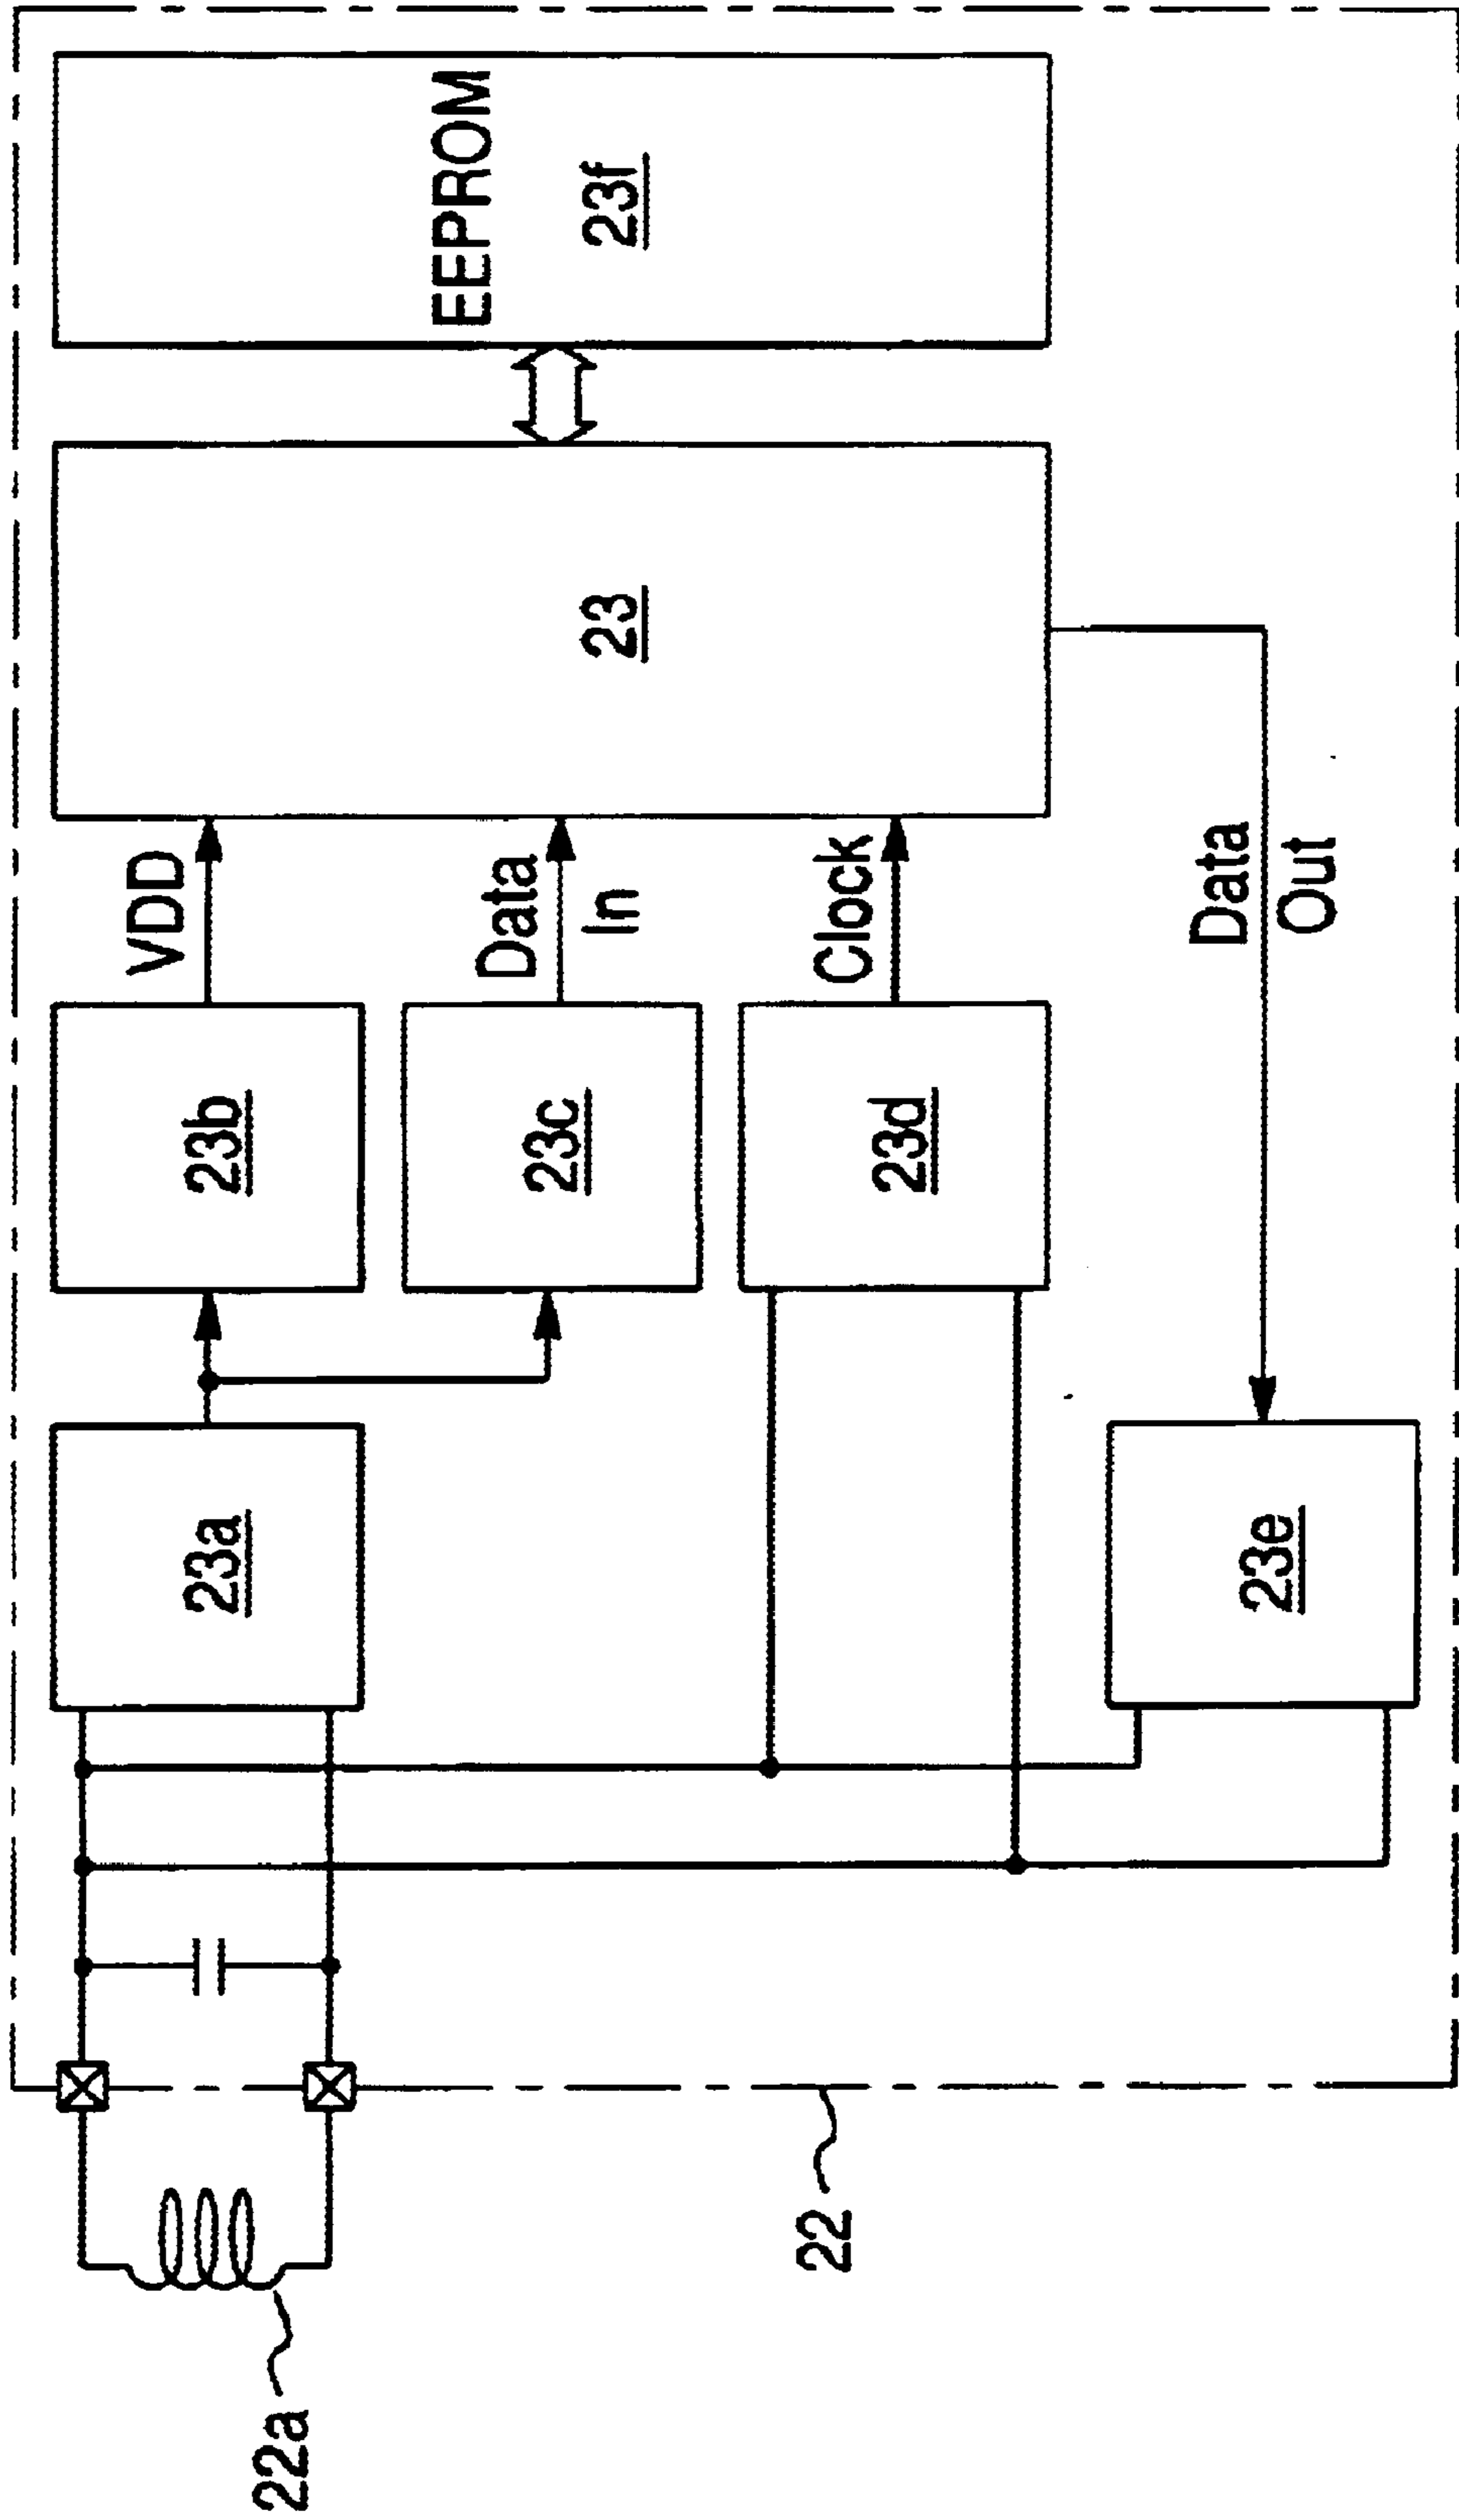 22a
22
23a
23b
23c
23d
23e
VDD
Data
In
Clock
Data
Out
23
EEPROM
23f